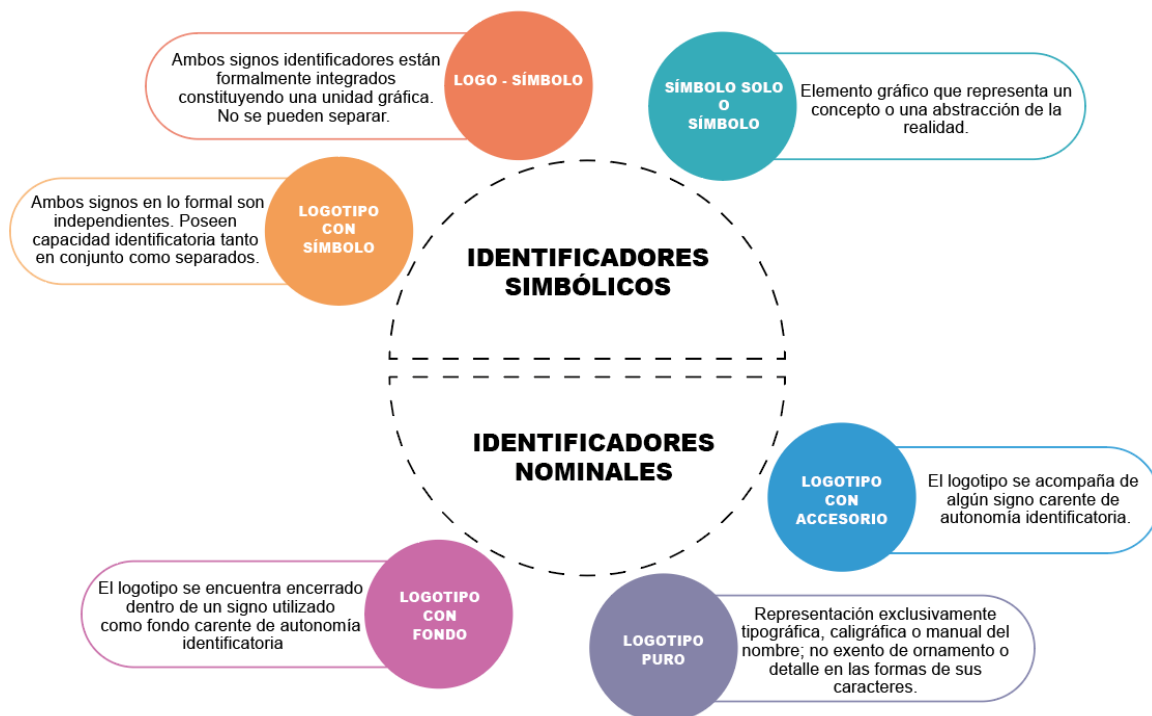 Ambos signos identificadores están
formalmente integrados
constituyendo una unidad gráfica.
No se pueden separar.
LOGO - SÍMBOLO
SÍMBOLO SOLO
O
SÍMBOLO
Elemento gráfico que representa un
concepto o una abstracción de la
realidad.
Ambos signos en lo formal son
independientes. Poseen
capacidad identificatoria tanto
en conjunto como separados.
LOGOTIPO
CON
SÍMBOLO
IDENTIFICADORES
SIMBÓLICOS
IDENTIFICADORES
NOMINALES
LOGOTIPO
CON
ACCESORIO
El logotipo se acompaña de
algún signo carente de
autonomía identificatoria.
El logotipo se encuentra encerrado
dentro de un signo utilizado
como fondo carente de autonomía
identificatoria
LOGOTIPO
CON
FONDO
LOGOTIPO
PURO
Representación exclusivamente
tipográfica, caligráfica o manual del
nombre; no exento de ornamento o
detalle en las formas de sus
caracteres.